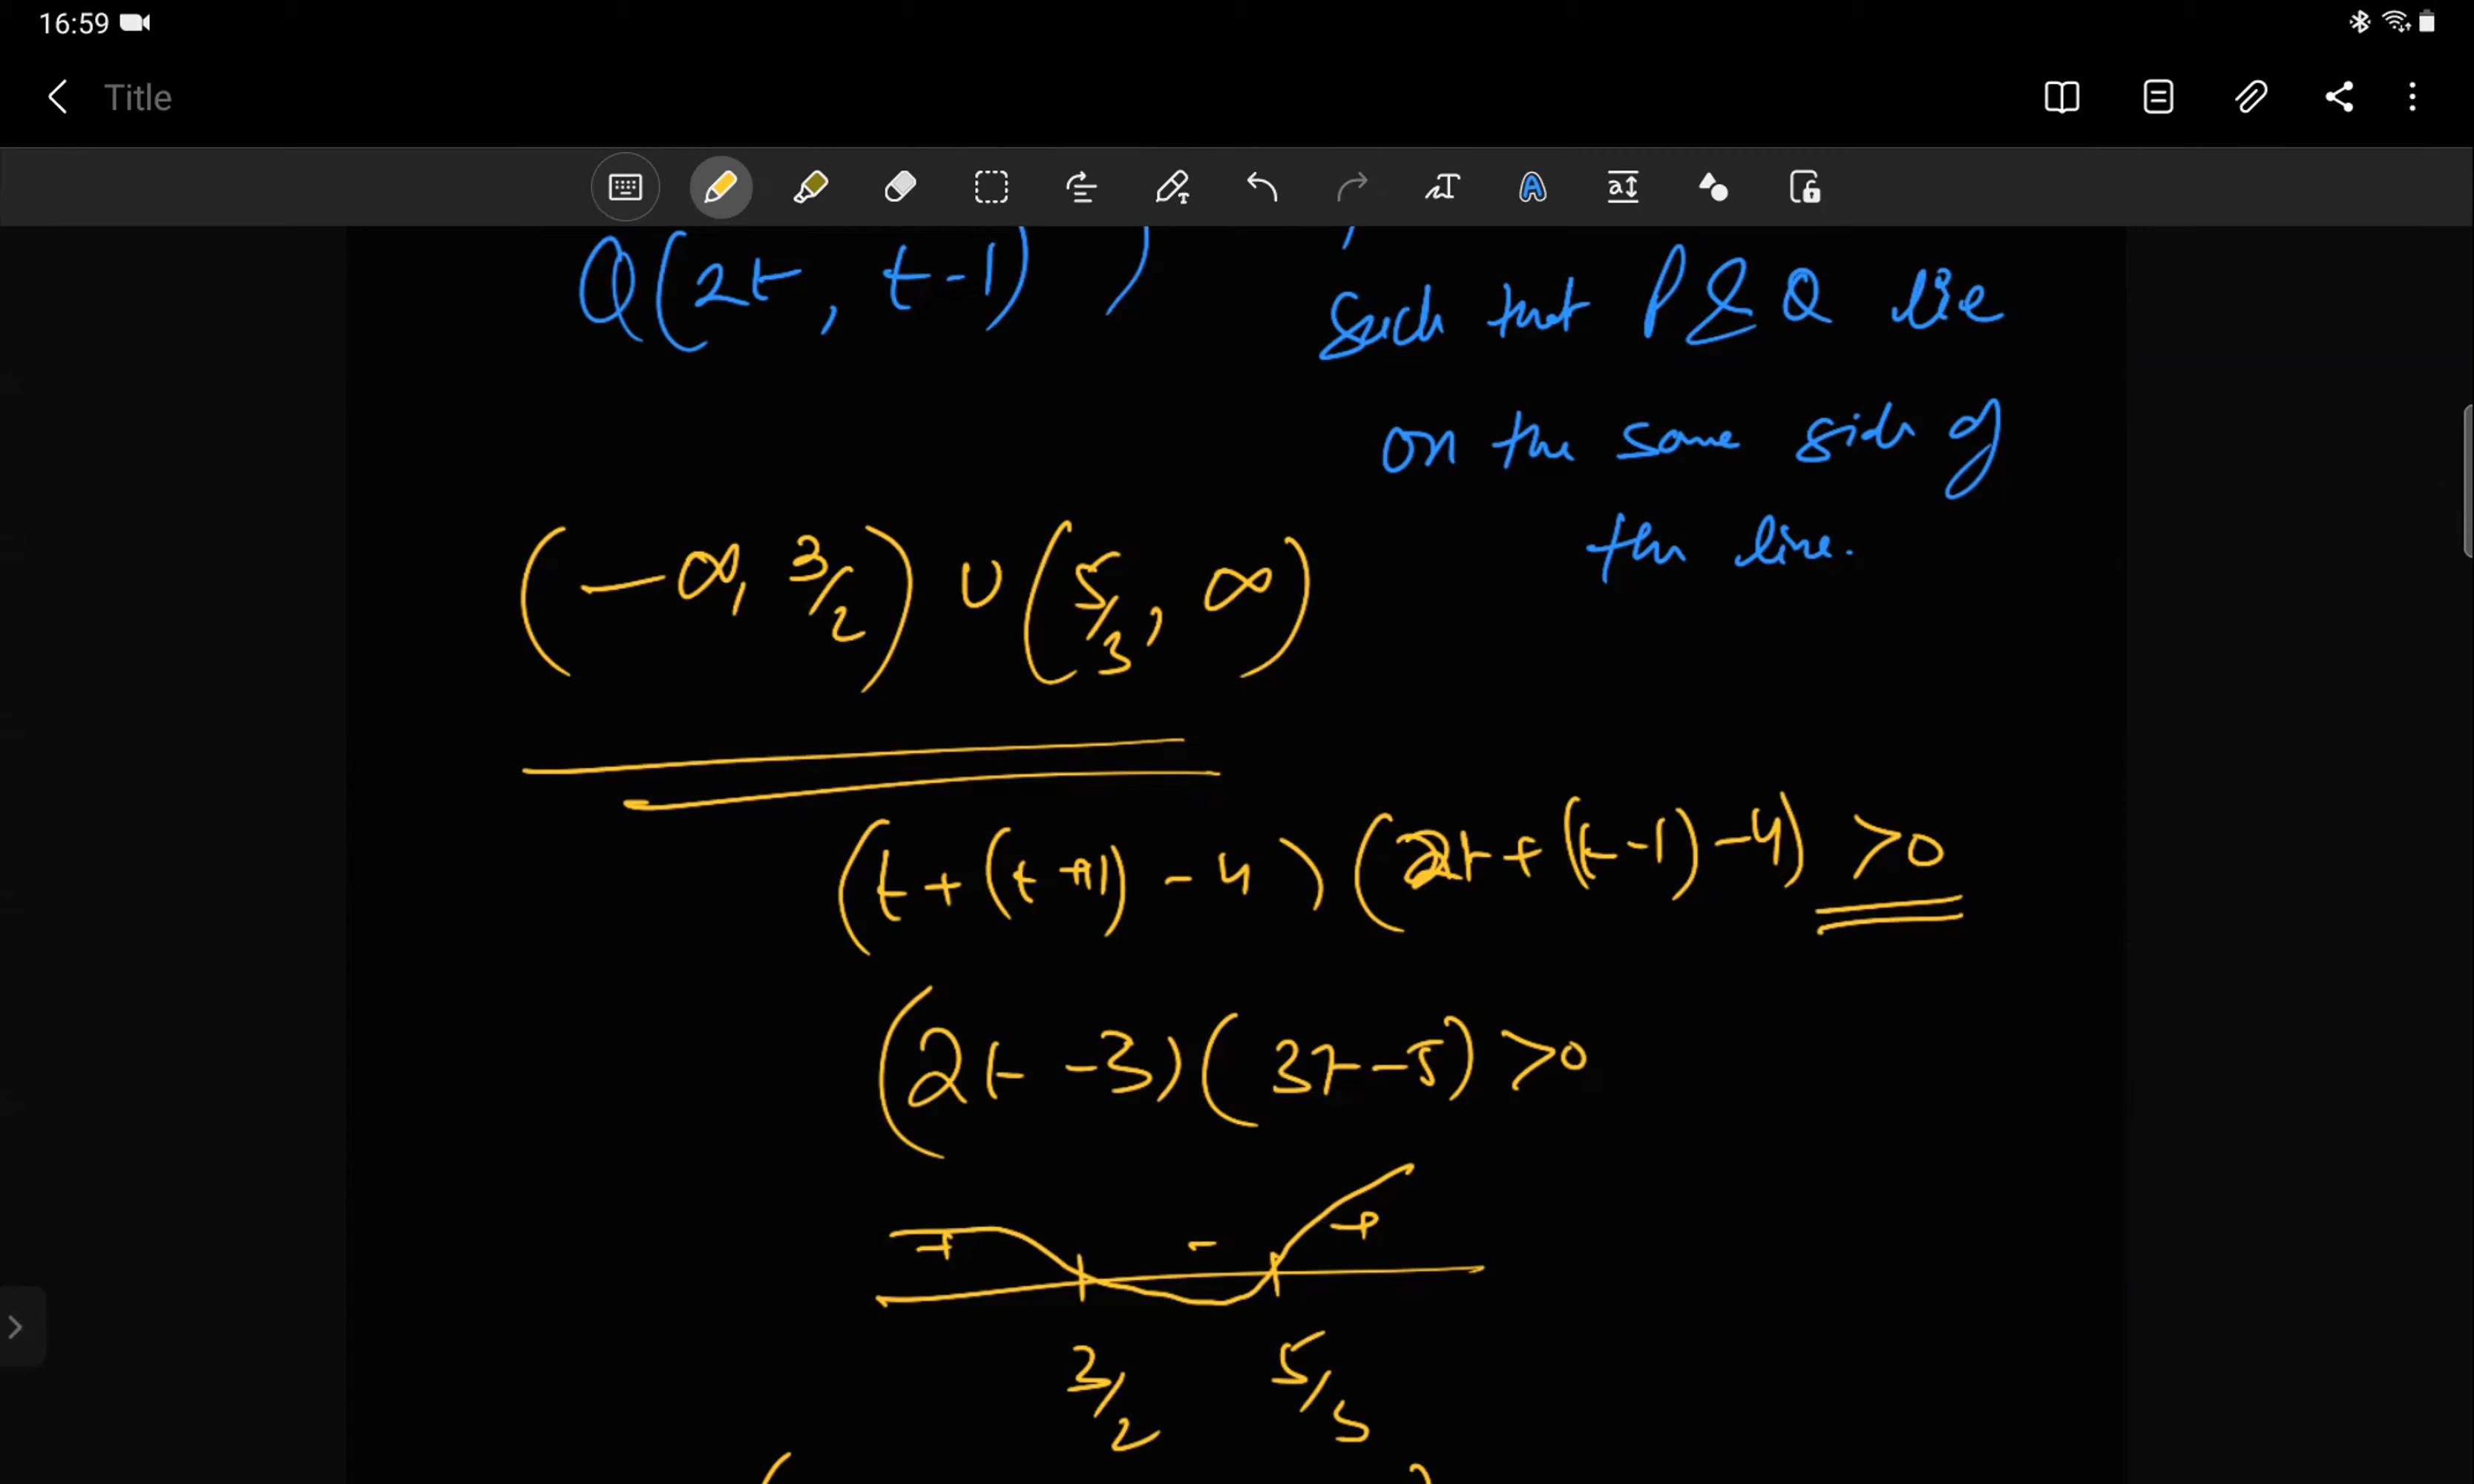 16:59
Title
Q(2t, t-1)
such that P & Q lie
on the same side of
the line.
(-∞, 3/2) ∪ (5/3, ∞)
(t + (t+1) - 4) (2t + (t-1) - 4) >0
(2t - 3)(3t - 5) >0
+ - +
3/2 5/3